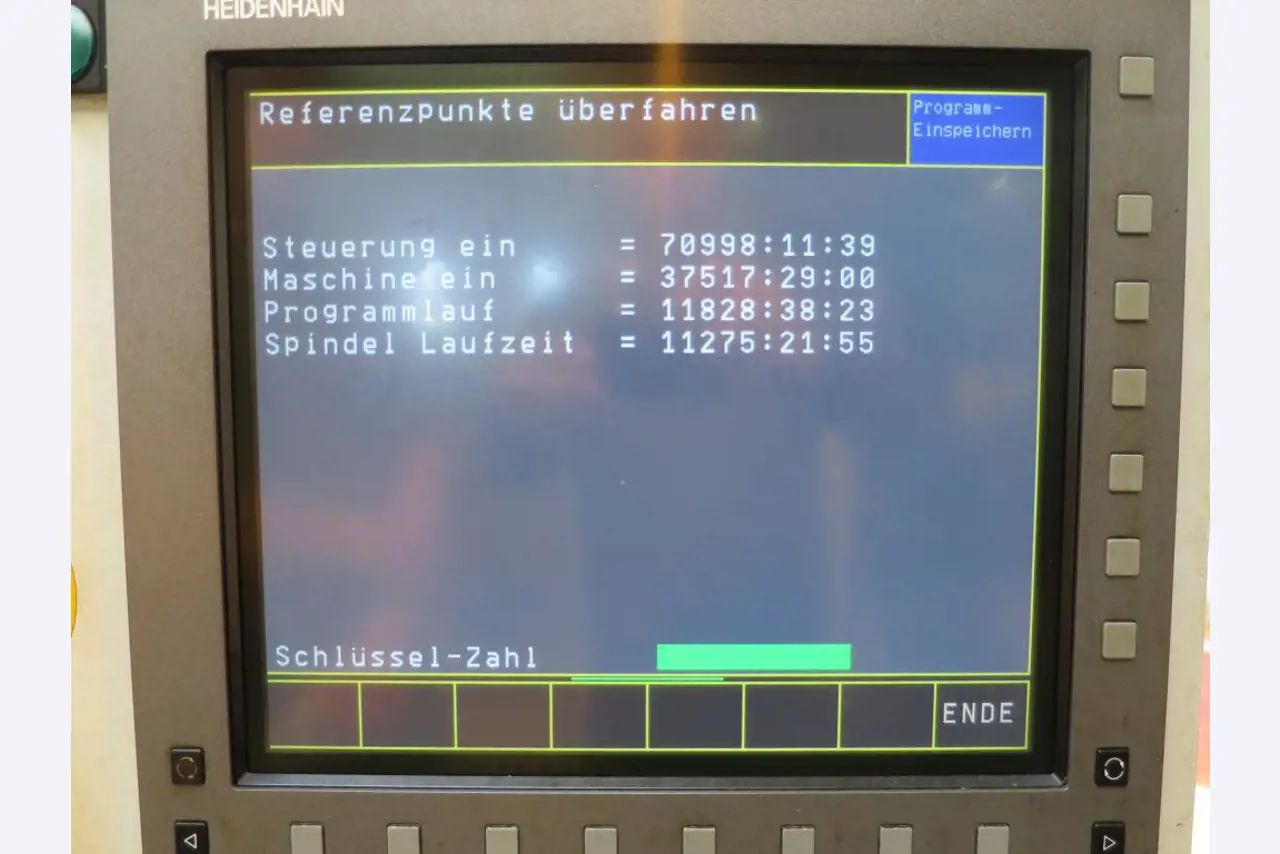 HEIDENHAIN
Referenzpunkte überfahren
Programm-
Einspeichern
Steuerung ein = 70998:11:39
Maschine ein = 37517:29:00
Programmlauf = 11828:38:23
Spindel Laufzeit = 11275:21:55
Schlüssel-Zahl
ENDE